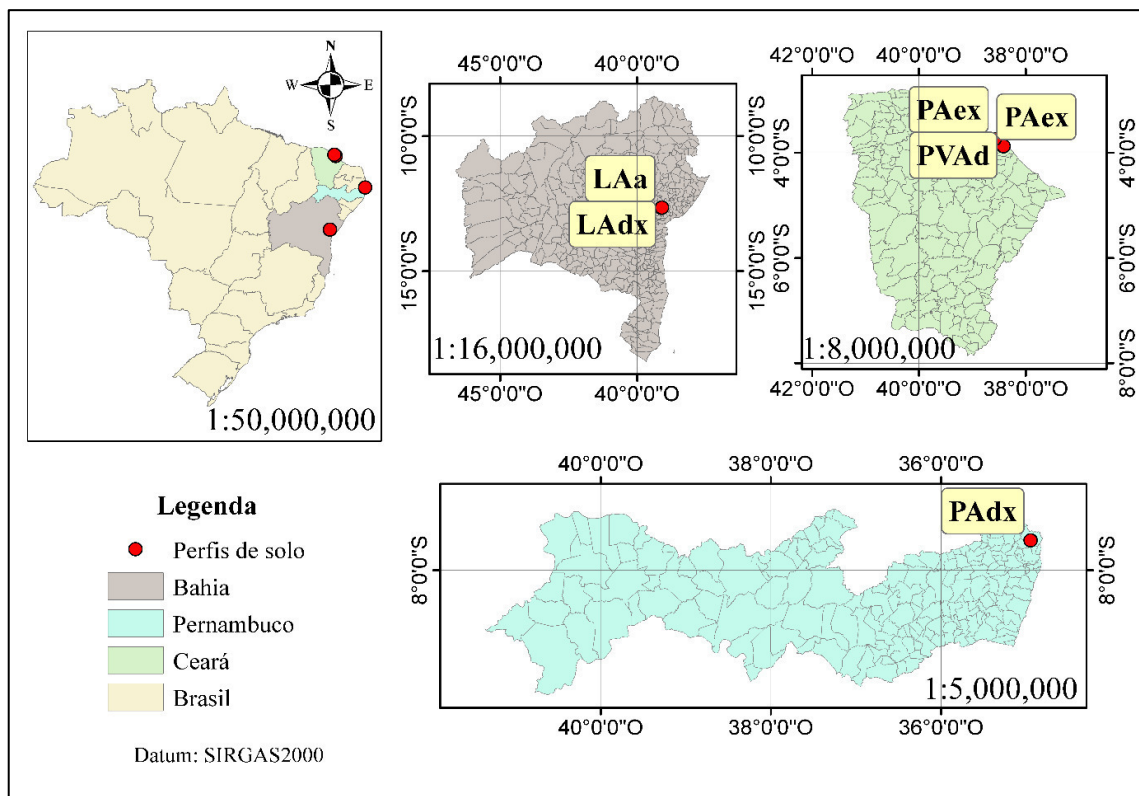 N
W E
S
1:50,000,000
45°0'0"O 40°0'0"O
10°0'0"S 10°0'0"S
LAa
LAdx
15°0'0"S 15°0'0"S
1:16,000,000
45°0'0"O 40°0'0"O
42°0'0"O 40°0'0"O 38°0'0"O
PAex PAex
PVAd
4°0'0"S
6°0'0"S 6°0'0"S
4°0'0"S
1:8,000,000
8°0'0"S
42°0'0"O 40°0'0"O 38°0'0"O
40°0'0"O 38°0'0"O 36°0'0"O
PAdx
8°0'0"S 8°0'0"S
1:5,000,000
40°0'0"O 38°0'0"O 36°0'0"O
Legenda
Perfis de solo
Bahia
Pernambuco
Ceará
Brasil
Datum: SIRGAS2000